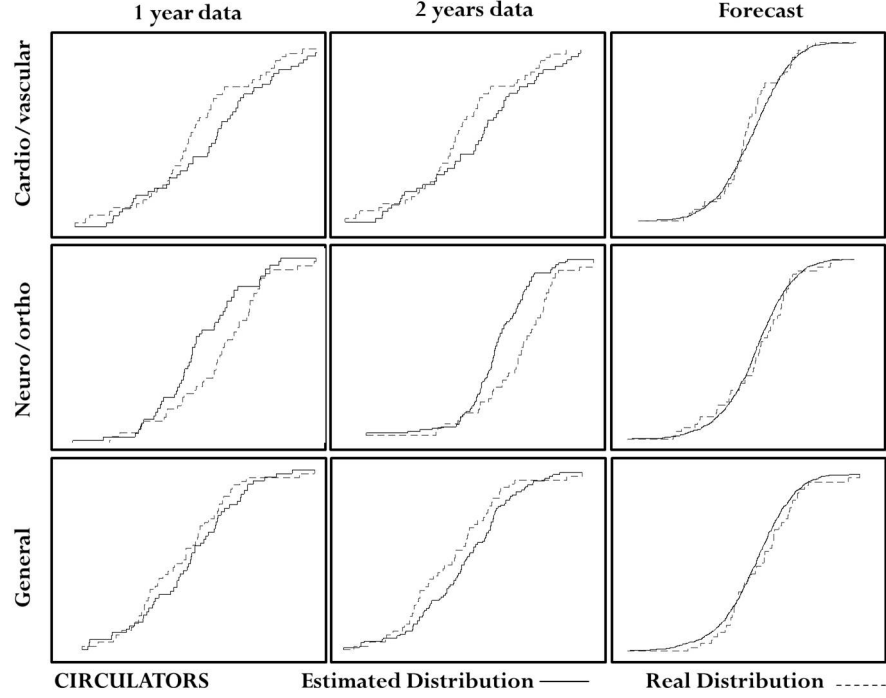 1 year data 2 years data Forecast
Cardio/vascular
Neuro/ortho
General
CIRCULATORS Estimated Distribution Real Distribution